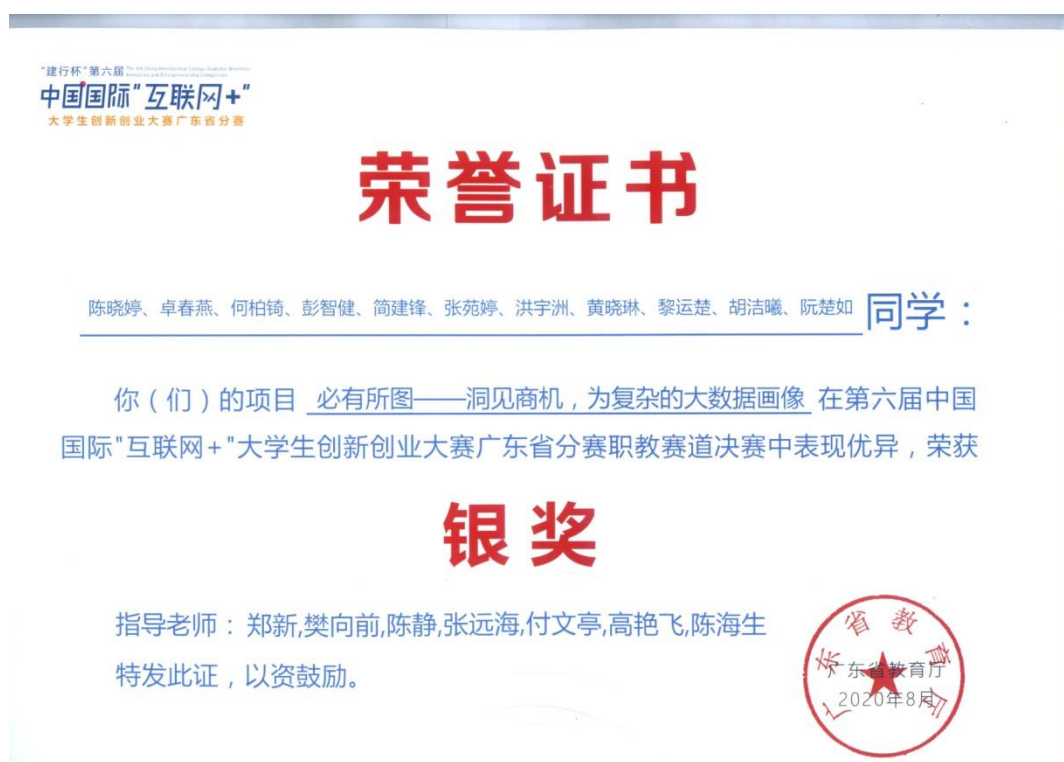 "建行杯"第六届
中国国际"互联网+"
大学生创新创业大赛广东省分赛
荣誉证书
陈晓婷、卓春燕、何柏锜、彭智健、简建锋、张苑婷、洪宇洲、黄晓琳、黎运楚、胡洁曦、阮楚如 同学：
你（们）的项目 必有所图——洞见商机，为复杂的大数据画像 在第六届中国
国际"互联网+"大学生创新创业大赛广东省分赛职教赛道决赛中表现优异，荣获
银奖
指导老师：郑新,樊向前,陈静,张远海,付文亭,高艳飞,陈海生
特发此证，以资鼓励。
广东省教育厅
广东省教育厅
2020年8月